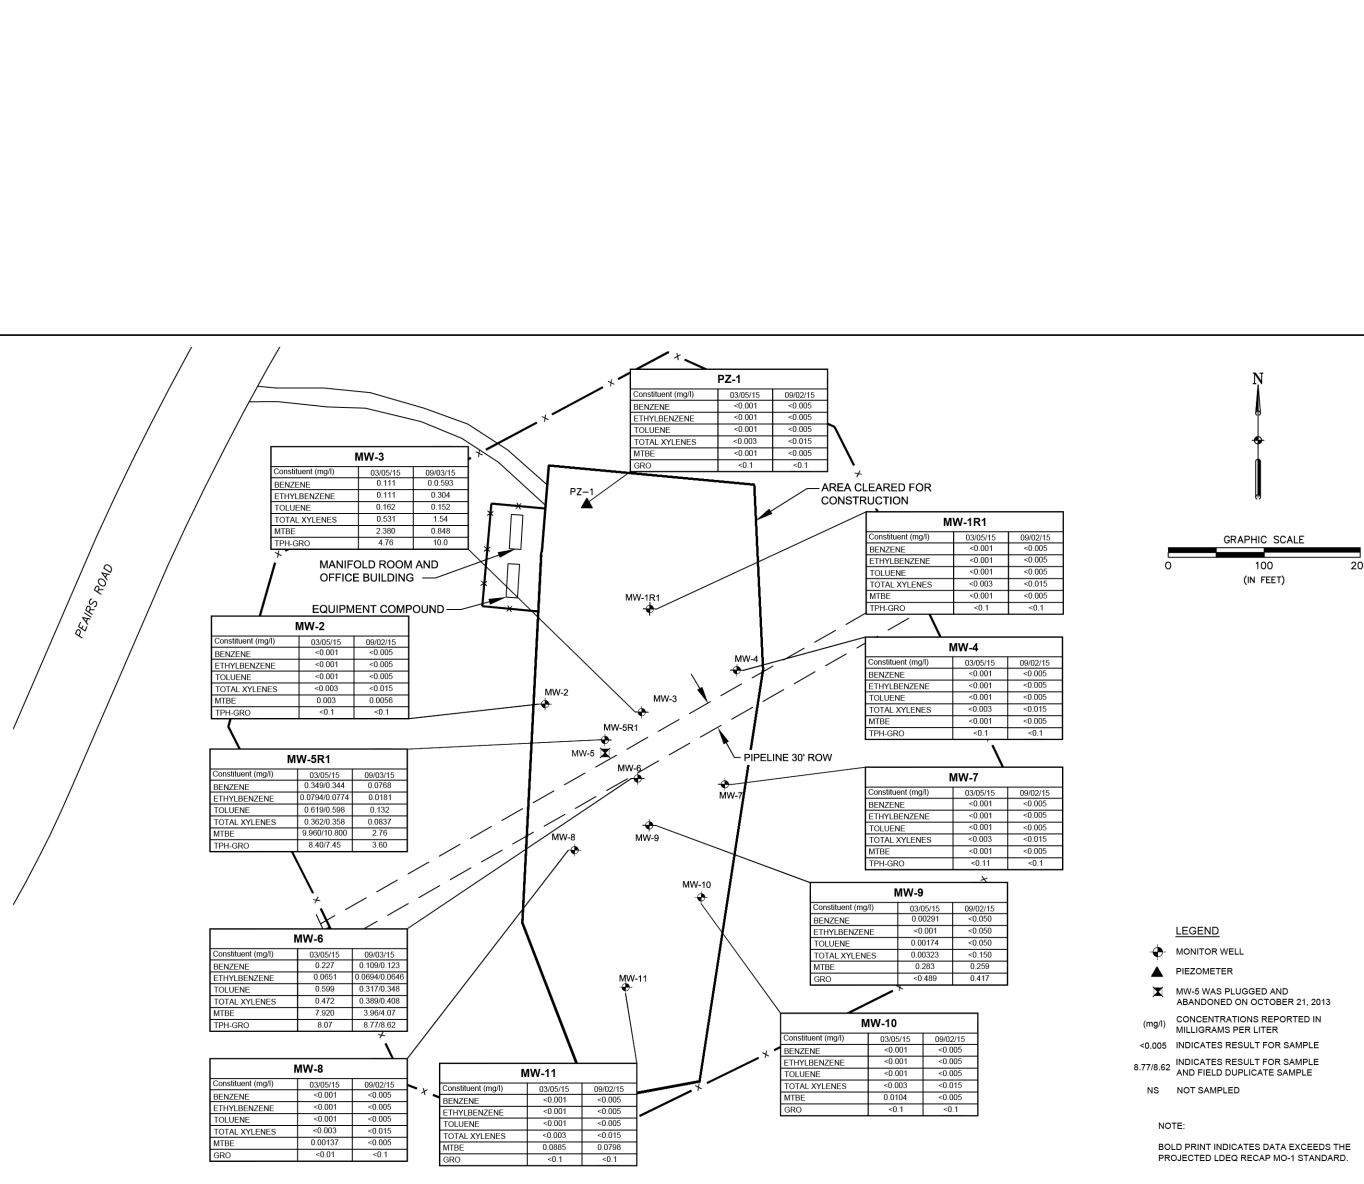 PZ-1
Constituent (mg/l) 03/05/15 09/02/15
BENZENE <0.001 <0.005
ETHYLBENZENE <0.001 <0.005
TOLUENE <0.001 <0.005
TOTAL XYLENES <0.003 <0.015
MTBE <0.001 <0.005
GRO <0.1 <0.1
MW-3
Constituent (mg/l) 03/05/15 09/03/15
BENZENE 0.111 0.0.593
ETHYLBENZENE 0.111 0.304
TOLUENE 0.162 0.152
TOTAL XYLENES 0.531 1.54
MTBE 2.380 0.848
TPH-GRO 4.76 10.0
PZ-1
AREA CLEARED FOR
CONSTRUCTION
N
GRAPHIC SCALE
0 100 20
(IN FEET)
MANIFOLD ROOM AND
OFFICE BUILDING
EQUIPMENT COMPOUND
PEAIRS ROAD
MW-1R1
Constituent (mg/l) 03/05/15 09/02/15
BENZENE <0.001 <0.005
ETHYLBENZENE <0.001 <0.005
TOLUENE <0.001 <0.005
TOTAL XYLENES <0.003 <0.015
MTBE <0.001 <0.005
TPH-GRO <0.1 <0.1
MW-1R1
MW-2
Constituent (mg/l) 03/05/15 09/02/15
BENZENE <0.001 <0.005
ETHYLBENZENE <0.001 <0.005
TOLUENE <0.001 <0.005
TOTAL XYLENES <0.003 <0.015
MTBE 0.003 0.0056
TPH-GRO <0.1 <0.1
MW-4
MW-2
MW-3
MW-4
Constituent (mg/l) 03/05/15 09/02/15
BENZENE <0.001 <0.005
ETHYLBENZENE <0.001 <0.005
TOLUENE <0.001 <0.005
TOTAL XYLENES <0.003 <0.015
MTBE <0.001 <0.005
TPH-GRO <0.1 <0.1
MW-5R1
MW-5
PIPELINE 30' ROW
MW-6
MW-7
MW-8
MW-9
MW-10
MW-11
MW-5R1
Constituent (mg/l) 03/05/15 09/03/15
BENZENE 0.349/0.344 0.0768
ETHYLBENZENE 0.0794/0.0774 0.0181
TOLUENE 0.619/0.598 0.132
TOTAL XYLENES 0.362/0.358 0.0837
MTBE 9.960/10.800 2.76
TPH-GRO 8.40/7.45 3.60
MW-7
Constituent (mg/l) 03/05/15 09/02/15
BENZENE <0.001 <0.005
ETHYLBENZENE <0.001 <0.005
TOLUENE <0.001 <0.005
TOTAL XYLENES <0.003 <0.015
MTBE <0.001 <0.005
TPH-GRO <0.11 <0.1
MW-9
Constituent (mg/l) 03/05/15 09/02/15
BENZENE 0.00291 <0.050
ETHYLBENZENE <0.001 <0.050
TOLUENE 0.00174 <0.050
TOTAL XYLENES 0.00323 <0.150
MTBE 0.283 0.259
GRO <0.489 0.417
MW-6
Constituent (mg/l) 03/05/15 09/03/15
BENZENE 0.227 0.109/0.123
ETHYLBENZENE 0.0651 0.0694/0.0646
TOLUENE 0.599 0.317/0.348
TOTAL XYLENES 0.472 0.389/0.408
MTBE 7.920 3.96/4.07
TPH-GRO 8.07 8.77/8.62
MW-10
Constituent (mg/l) 03/05/15 09/02/15
BENZENE <0.001 <0.005
ETHYLBENZENE <0.001 <0.005
TOLUENE <0.001 <0.005
TOTAL XYLENES <0.003 <0.015
MTBE 0.0104 <0.005
GRO <0.1 <0.1
MW-8
Constituent (mg/l) 03/05/15 09/02/15
BENZENE <0.001 <0.005
ETHYLBENZENE <0.001 <0.005
TOLUENE <0.001 <0.005
TOTAL XYLENES <0.003 <0.015
MTBE 0.00137 <0.005
GRO <0.01 <0.1
MW-11
Constituent (mg/l) 03/05/15 09/02/15
BENZENE <0.001 <0.005
ETHYLBENZENE <0.001 <0.005
TOLUENE <0.001 <0.005
TOTAL XYLENES <0.003 <0.015
MTBE 0.0885 0.0798
GRO <0.1 <0.1
LEGEND
MONITOR WELL
PIEZOMETER
MW-5 WAS PLUGGED AND
ABANDONED ON OCTOBER 21, 2013
(mg/l) CONCENTRATIONS REPORTED IN
MILLIGRAMS PER LITER
<0.005 INDICATES RESULT FOR SAMPLE
8.77/8.62 INDICATES RESULT FOR SAMPLE
AND FIELD DUPLICATE SAMPLE
NS NOT SAMPLED
NOTE:
BOLD PRINT INDICATES DATA EXCEEDS THE
PROJECTED LDEQ RECAP MO-1 STANDARD.